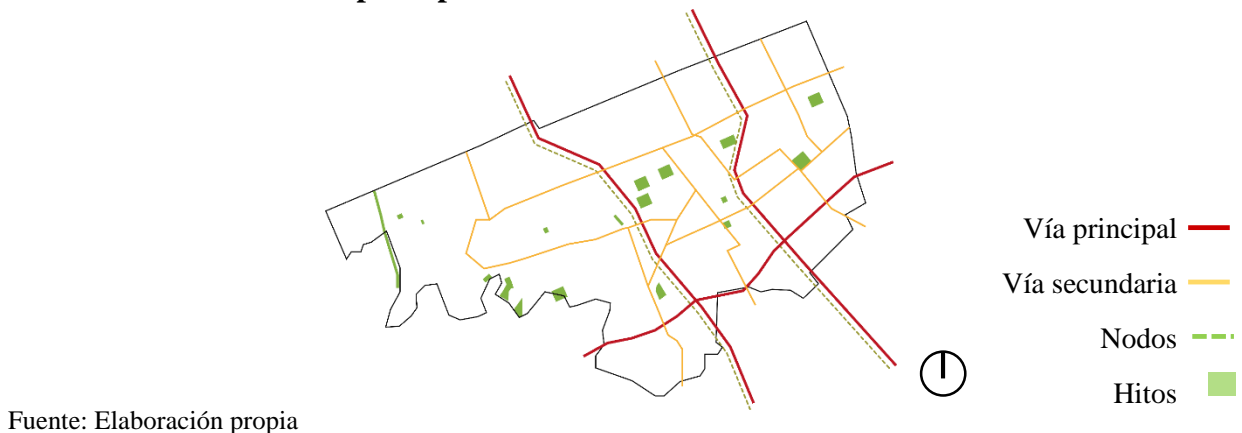 Vía principal
Vía secundaria
Nodos
Hitos
Fuente: Elaboración propia